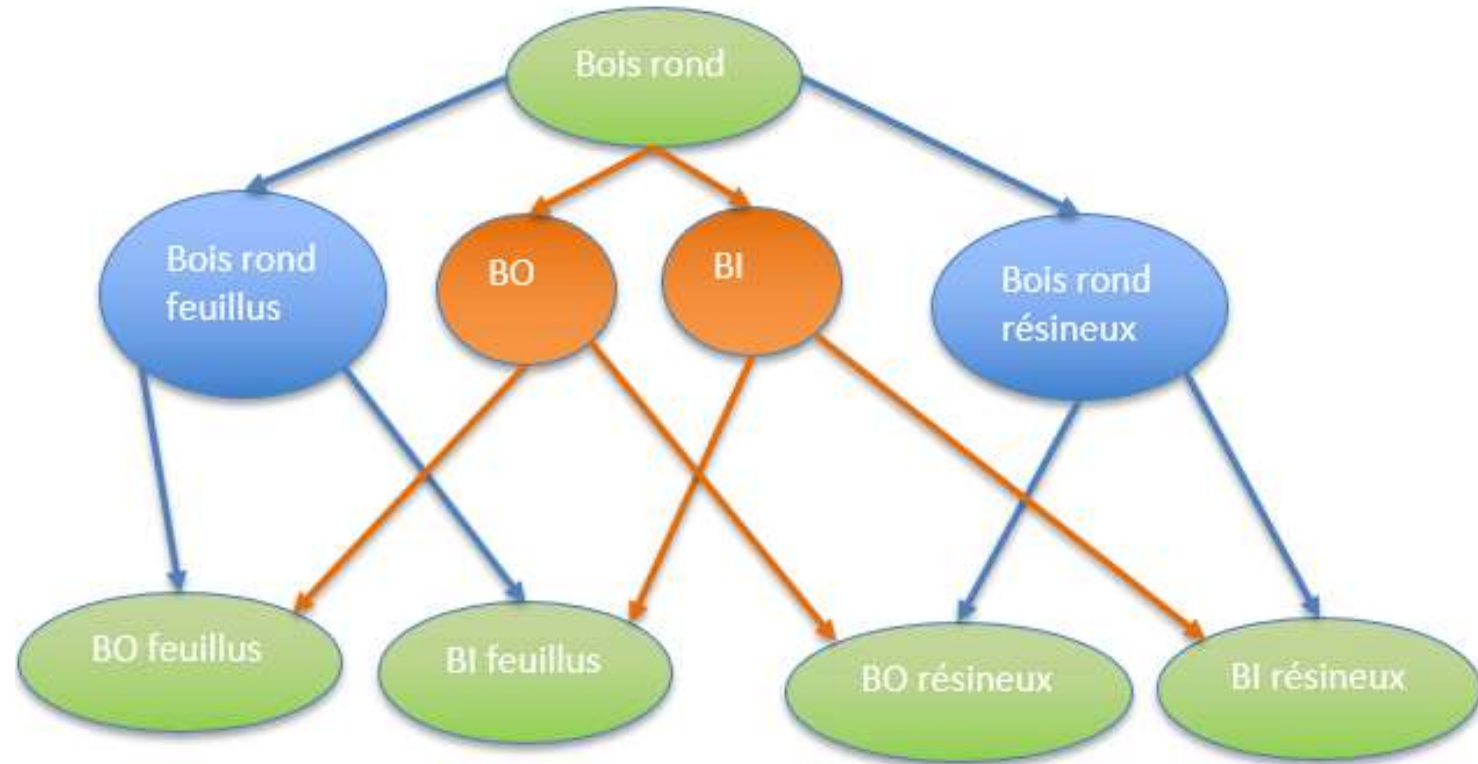 Bois rond
Bois rond
feuillus
BO
BI
Bois rond
résineux
BO feuillus
BI feuillus
BO résineux
BI résineux